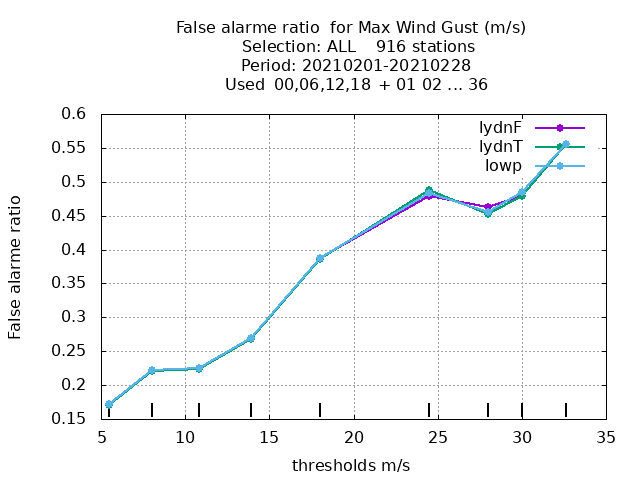 False alarme ratio  for Max Wind Gust (m/s)
Selection: ALL    916 stations
Period: 20210201-20210228
Used  00,06,12,18 + 01 02 ... 36
0.6
0.55
0.5
0.45
0.4
0.35
0.3
0.25
0.2
0.15
False alarme ratio
lydnF
lydnT
lowp
5 10 15 20 25 30 35
thresholds m/s